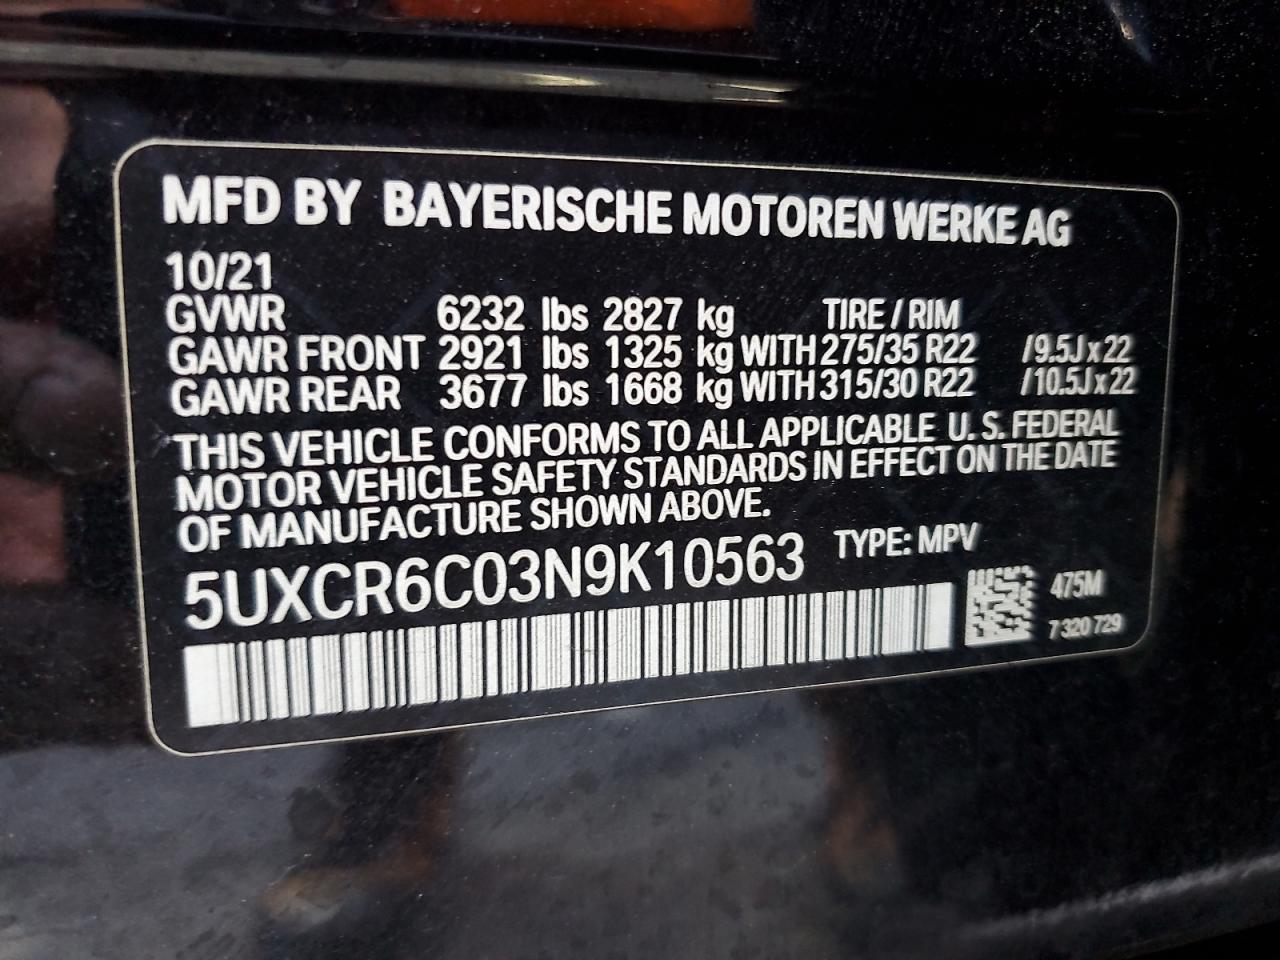 MFD BY BAYERISCHE MOTOREN WERKE AG
10/21
GVWR 6232 lbs 2827 kg TIRE / RIM
GAWR FRONT 2921 lbs 1325 kg WITH 275/35 R22 /9.5J x 22
GAWR REAR 3677 lbs 1668 kg WITH 315/30 R22 /10.5J x 22
THIS VEHICLE CONFORMS TO ALL APPLICABLE U. S. FEDERAL
MOTOR VEHICLE SAFETY STANDARDS IN EFFECT ON THE DATE
OF MANUFACTURE SHOWN ABOVE.
5UXCR6C03N9K10563 TYPE: MPV
475M
7 320 729